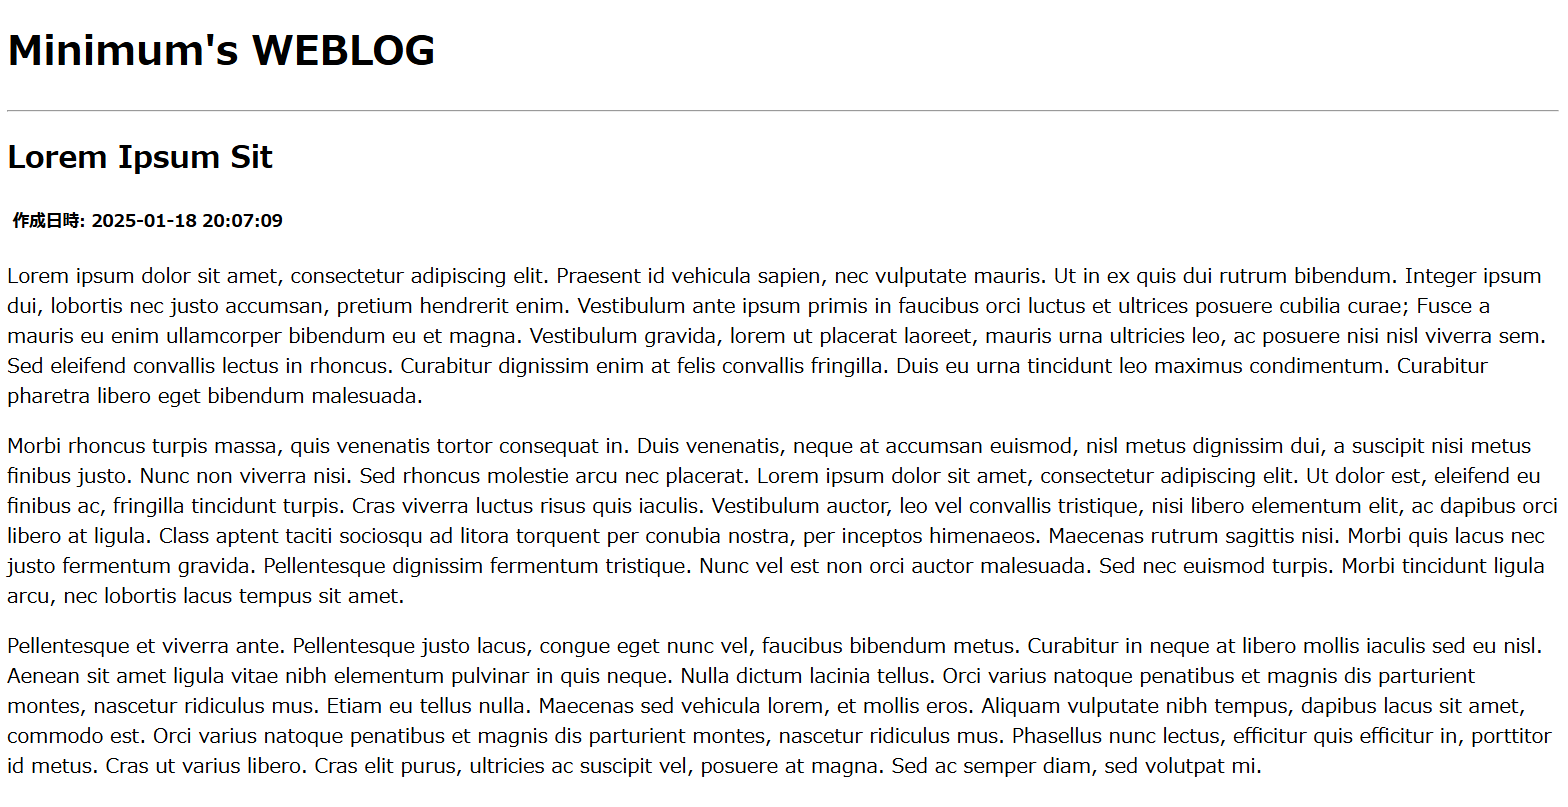 Minimum's WEBLOG
Lorem Ipsum Sit
作成日時: 2025-01-18 20:07:09
Lorem ipsum dolor sit amet, consectetur adipiscing elit. Praesent id vehicula sapien, nec vulputate mauris. Ut in ex quis dui rutrum bibendum. Integer ipsum
dui, lobortis nec justo accumsan, pretium hendrerit enim. Vestibulum ante ipsum primis in faucibus orci luctus et ultrices posuere cubilia curae; Fusce a
mauris eu enim ullamcorper bibendum eu et magna. Vestibulum gravida, lorem ut placerat laoreet, mauris urna ultricies leo, ac posuere nisi nisl viverra sem.
Sed eleifend convallis lectus in rhoncus. Curabitur dignissim enim at felis convallis fringilla. Duis eu urna tincidunt leo maximus condimentum. Curabitur
pharetra libero eget bibendum malesuada.
Morbi rhoncus turpis massa, quis venenatis tortor consequat in. Duis venenatis, neque at accumsan euismod, nisl metus dignissim dui, a suscipit nisi metus
finibus justo. Nunc non viverra nisi. Sed rhoncus molestie arcu nec placerat. Lorem ipsum dolor sit amet, consectetur adipiscing elit. Ut dolor est, eleifend eu
finibus ac, fringilla tincidunt turpis. Cras viverra luctus risus quis iaculis. Vestibulum auctor, leo vel convallis tristique, nisi libero elementum elit, ac dapibus orci
libero at ligula. Class aptent taciti sociosqu ad litora torquent per conubia nostra, per inceptos himenaeos. Maecenas rutrum sagittis nisi. Morbi quis lacus nec
justo fermentum gravida. Pellentesque dignissim fermentum tristique. Nunc vel est non orci auctor malesuada. Sed nec euismod turpis. Morbi tincidunt ligula
arcu, nec lobortis lacus tempus sit amet.
Pellentesque et viverra ante. Pellentesque justo lacus, congue eget nunc vel, faucibus bibendum metus. Curabitur in neque at libero mollis iaculis sed eu nisl.
Aenean sit amet ligula vitae nibh elementum pulvinar in quis neque. Nulla dictum lacinia tellus. Orci varius natoque penatibus et magnis dis parturient
montes, nascetur ridiculus mus. Etiam eu tellus nulla. Maecenas sed vehicula lorem, et mollis eros. Aliquam vulputate nibh tempus, dapibus lacus sit amet,
commodo est. Orci varius natoque penatibus et magnis dis parturient montes, nascetur ridiculus mus. Phasellus nunc lectus, efficitur quis efficitur in, porttitor
id metus. Cras ut varius libero. Cras elit purus, ultricies ac suscipit vel, posuere at magna. Sed ac semper diam, sed volutpat mi.